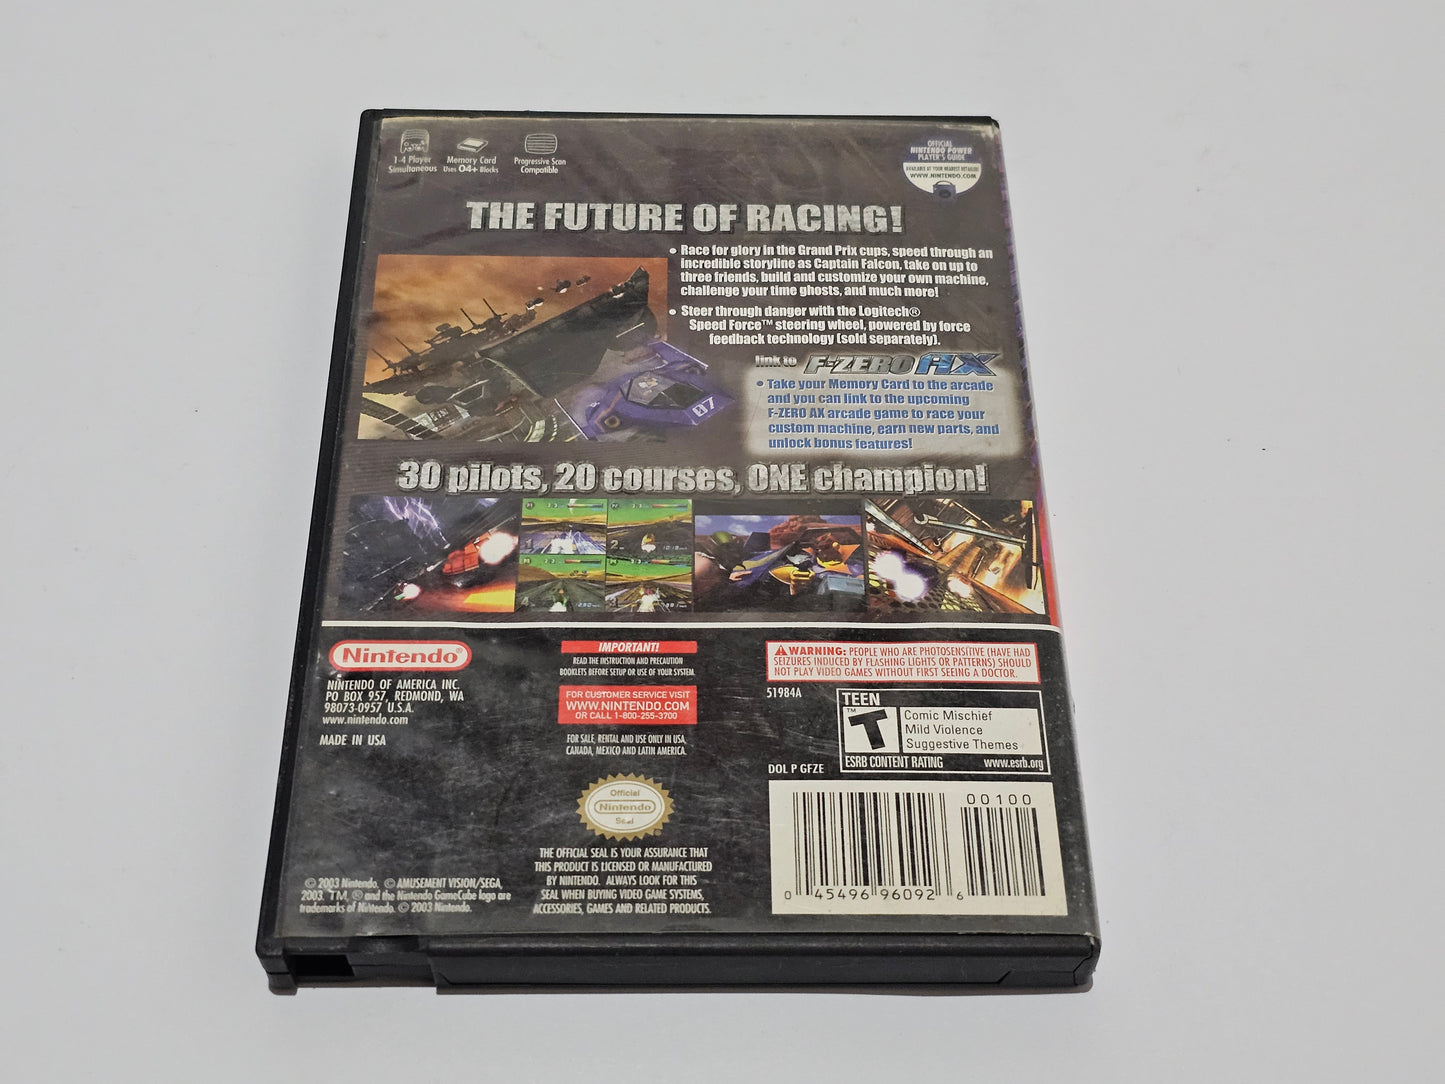 1-4 Player
Simultaneous
Memory Card
Uses 04+ Blocks
Progressive Scan
Compatible
OFFICIAL
NINTENDO POWER
PLAYER'S GUIDE
AVAILABLE AT YOUR NEAREST RETAILER!
WWW.NINTENDO.COM
THE FUTURE OF RACING!
• Race for glory in the Grand Prix cups, speed through an
incredible storyline as Captain Falcon, take on up to
three friends, build and customize your own machine,
challenge your time ghosts, and much more!
• Steer through danger with the Logitech®
Speed Force™ steering wheel, powered by force
feedback technology (sold separately).
link to F-ZERO AX
• Take your Memory Card to the arcade
and you can link to the upcoming
F-ZERO AX arcade game to race your
custom machine, earn new parts, and
unlock bonus features!
07
30 pilots, 20 courses, ONE champion!
Nintendo®
NINTENDO OF AMERICA INC.
PO BOX 957, REDMOND, WA
98073-0957 U.S.A.
www.nintendo.com
MADE IN USA
IMPORTANT!
READ THE INSTRUCTION AND PRECAUTION
BOOKLETS BEFORE SETUP OR USE OF YOUR SYSTEM.
FOR CUSTOMER SERVICE VISIT
WWW.NINTENDO.COM
OR CALL 1-800-255-3700
FOR SALE, RENTAL AND USE ONLY IN USA,
CANADA, MEXICO AND LATIN AMERICA.
WARNING: PEOPLE WHO ARE PHOTOSENSITIVE (HAVE HAD
SEIZURES INDUCED BY FLASHING LIGHTS OR PATTERNS) SHOULD
NOT PLAY VIDEO GAMES WITHOUT FIRST SEEING A DOCTOR.
51984A
TEEN
T™
Comic Mischief
Mild Violence
Suggestive Themes
ESRB CONTENT RATING www.esrb.org
DOL P GFZE
Official
Nintendo
Seal
THE OFFICIAL SEAL IS YOUR ASSURANCE THAT
THIS PRODUCT IS LICENSED OR MANUFACTURED
BY NINTENDO. ALWAYS LOOK FOR THIS
SEAL WHEN BUYING VIDEO GAME SYSTEMS,
ACCESSORIES, GAMES AND RELATED PRODUCTS.
© 2003 Nintendo. © AMUSEMENT VISION/SEGA,
2003. TM, ® and the Nintendo GameCube logo are
trademarks of Nintendo. © 2003 Nintendo.
00100
0 45496 96092 6